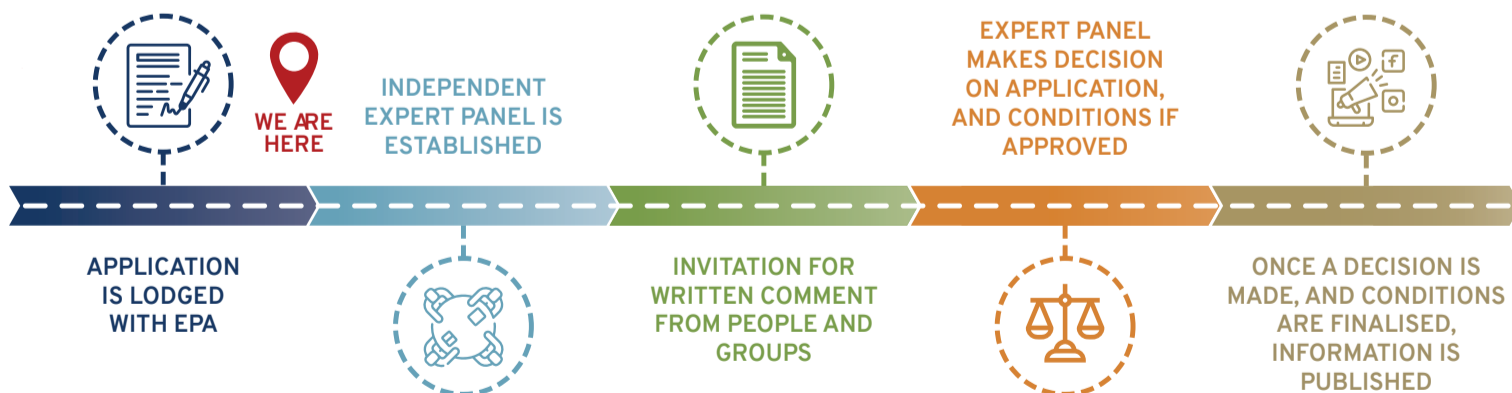 WE ARE
HERE
APPLICATION
IS LODGED
WITH EPA
INDEPENDENT
EXPERT PANEL IS
ESTABLISHED
INVITATION FOR
WRITTEN COMMENT
FROM PEOPLE AND
GROUPS
EXPERT PANEL
MAKES DECISION
ON APPLICATION,
AND CONDITIONS IF
APPROVED
ONCE A DECISION IS
MADE, AND CONDITIONS
ARE FINALISED,
INFORMATION IS
PUBLISHED